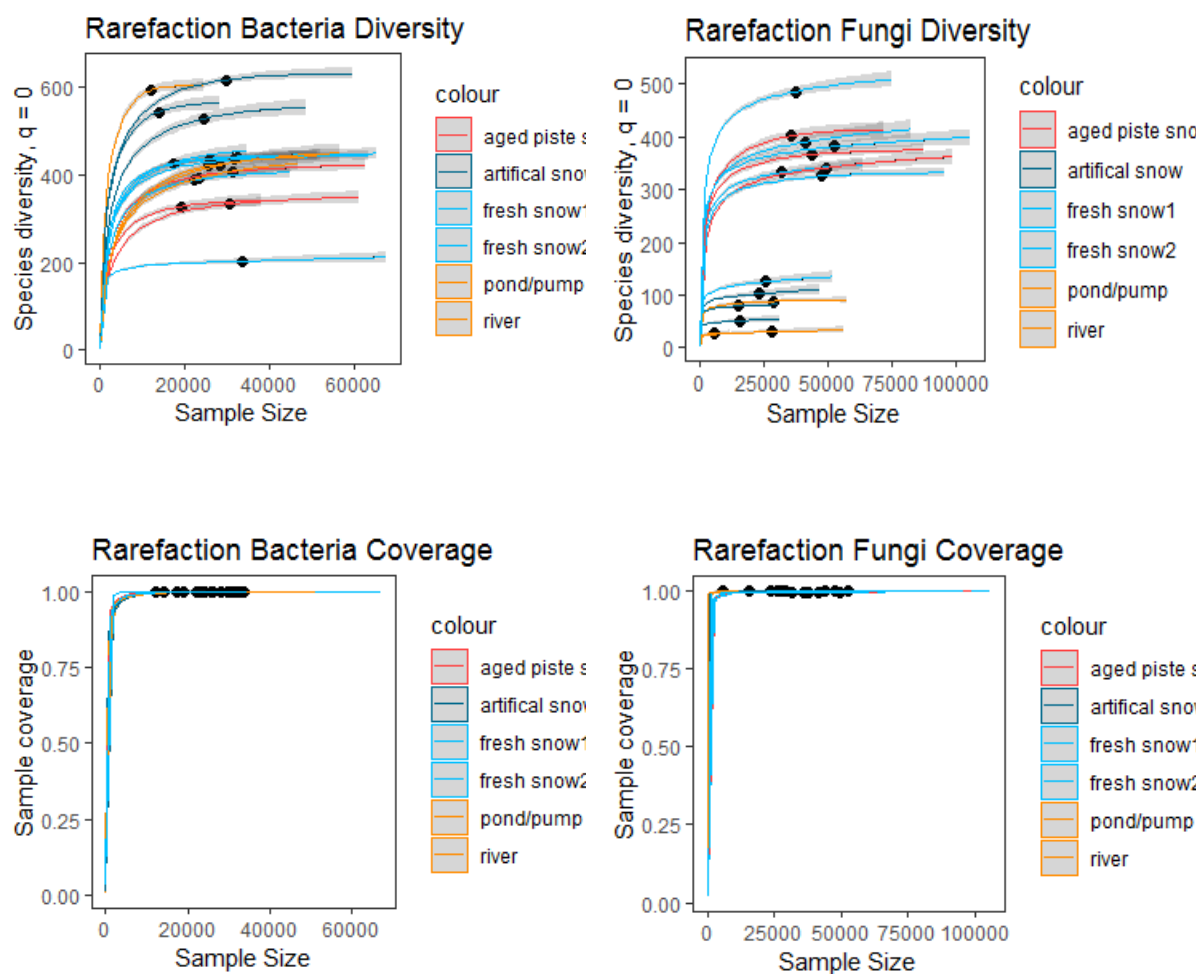 Rarefaction Bacteria Diversity
Species diversity, q = 0
600
400
200
0
0 20000 40000 60000
Sample Size
colour
aged piste s
artifical snow
fresh snow1
fresh snow2
pond/pump
river
Rarefaction Fungi Diversity
Species diversity, q = 0
500
400
300
200
100
0
0 25000 50000 75000 100000
Sample Size
colour
aged piste sno
artifical snow
fresh snow1
fresh snow2
pond/pump
river
Rarefaction Bacteria Coverage
Sample coverage
1.00
0.75
0.50
0.25
0.00
0 20000 40000 60000
Sample Size
colour
aged piste s
artifical snow
fresh snow1
fresh snow2
pond/pump
river
Rarefaction Fungi Coverage
Sample coverage
1.00
0.75
0.50
0.25
0.00
0 25000 50000 75000 100000
Sample Size
colour
aged piste s
artifical snow
fresh snow1
fresh snow2
pond/pump
river